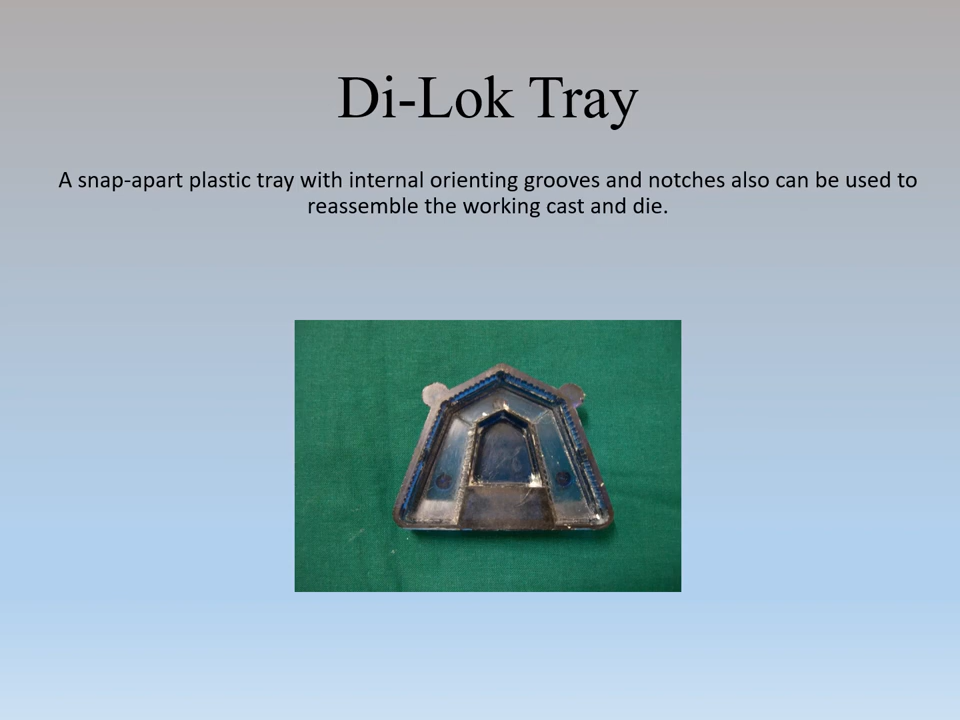 Di-Lok Tray
A snap-apart plastic tray with internal orienting grooves and notches also can be used to
reassemble the working cast and die.